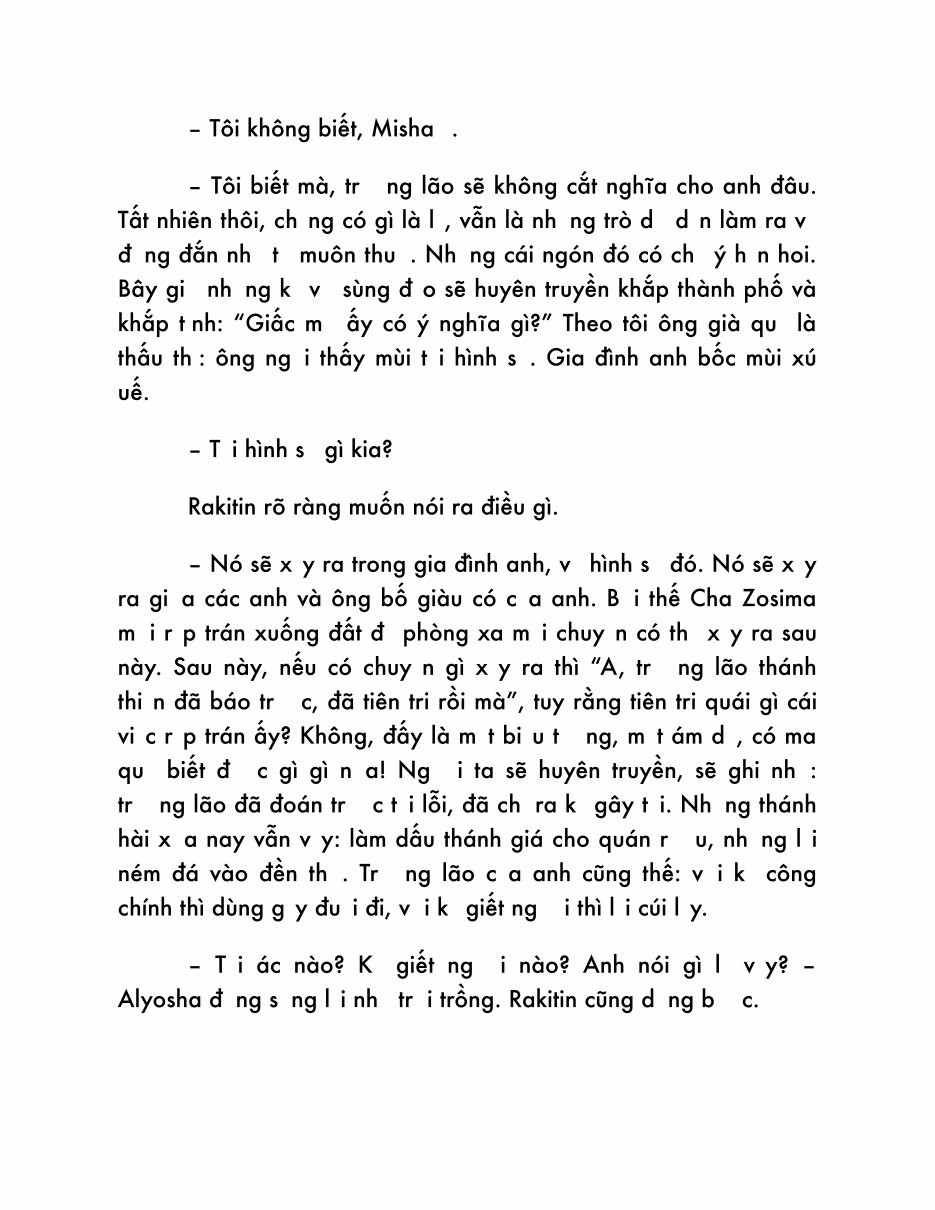 – Tôi không biết, Misha .
– Tôi biết mà, tr ng lão sẽ không cắt nghĩa cho anh đâu.
Tất nhiên thôi, ch ng có gì là l , vẫn là nh ng trò d d n làm ra v
đ ng đắn nh t muôn thu . Nh ng cái ngón đó có ch ý h n hoi.
Bây gi nh ng k v sùng đ o sẽ huyên truyền khắp thành phố và
khắp t nh: “Giấc m ấy có ý nghĩa gì?” Theo tôi ông già qu là
thấu th : ông ng i thấy mùi t i hình s . Gia đình anh bốc mùi xú
uế.
– T i hình s gì kia?
Rakitin rõ ràng muốn nói ra điều gì.
– Nó sẽ x y ra trong gia đình anh, v hình s đó. Nó sẽ x y
ra gi a các anh và ông bố giàu có c a anh. B i thế Cha Zosima
m i r p trán xuống đất đ phòng xa m i chuy n có th x y ra sau
này. Sau này, nếu có chuy n gì x y ra thì “A, tr ng lão thánh
thi n đã báo tr c, đã tiên tri rồi mà”, tuy rằng tiên tri quái gì cái
vi c r p trán ấy? Không, đấy là m t bi u t ng, m t ám d , có ma
qu biết đ c gì gì n a! Ng i ta sẽ huyên truyền, sẽ ghi nh :
tr ng lão đã đoán tr c t i lỗi, đã ch ra k gây t i. Nh ng thánh
hài x a nay vẫn v y: làm dấu thánh giá cho quán r u, nh ng l i
ném đá vào đền th . Tr ng lão c a anh cũng thế: v i k công
chính thì dùng g y đu i đi, v i k giết ng i thì l i cúi l y.
– T i ác nào? K giết ng i nào? Anh nói gì l v y? –
Alyosha đ ng s ng l i nh tr i trồng. Rakitin cũng d ng b c.